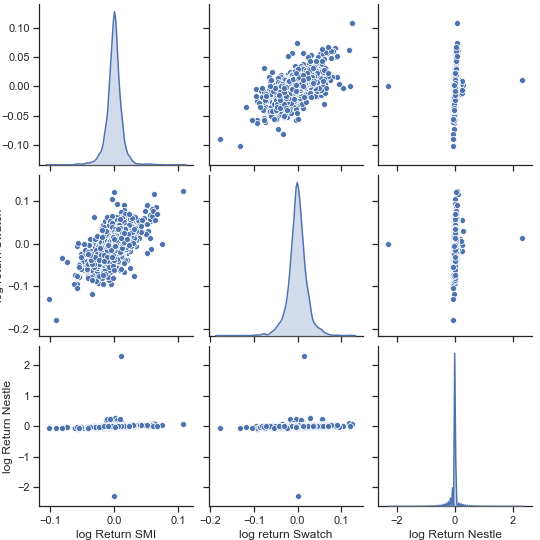 0.10
0.05
0.00
−0.05
−0.10
0.1
0.0
−0.1
−0.2
2
1
0
−1
−2
log Return Nestle
−0.1 0.0 0.1
log Return SMI
−0.2 −0.1 0.0 0.1
log return Swatch
−2 0 2
log Return Nestle